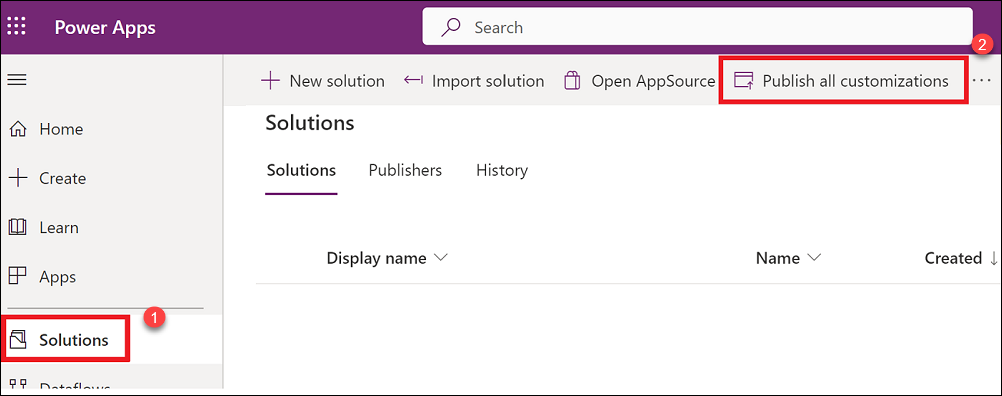 Power Apps
Search
2
New solution
Import solution
Open AppSource
Publish all customizations
Home
Create
Learn
Apps
1
Solutions
Dataflows
Solutions
Solutions
Publishers
History
Display name
Name
Created